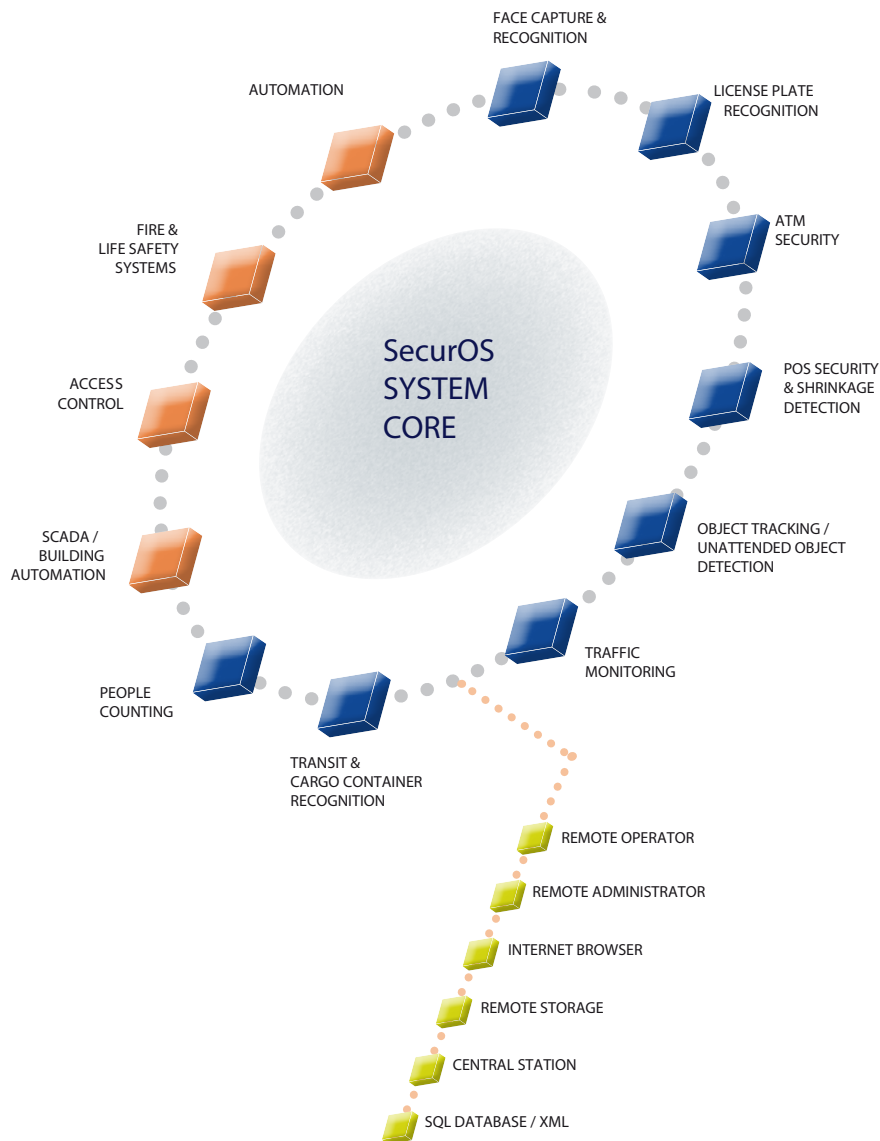 FACE CAPTURE &
RECOGNITION
AUTOMATION
LICENSE PLATE
RECOGNITION
FIRE &
LIFE SAFETY
SYSTEMS
ATM
SECURITY
SecurOS
SYSTEM
CORE
ACCESS
CONTROL
POS SECURITY
& SHRINKAGE
DETECTION
SCADA /
BUILDING
AUTOMATION
OBJECT TRACKING /
UNATTENDED OBJECT
DETECTION
TRAFFIC
MONITORING
PEOPLE
COUNTING
TRANSIT &
CARGO CONTAINER
RECOGNITION
REMOTE OPERATOR
REMOTE ADMINISTRATOR
INTERNET BROWSER
REMOTE STORAGE
CENTRAL STATION
SQL DATABASE / XML